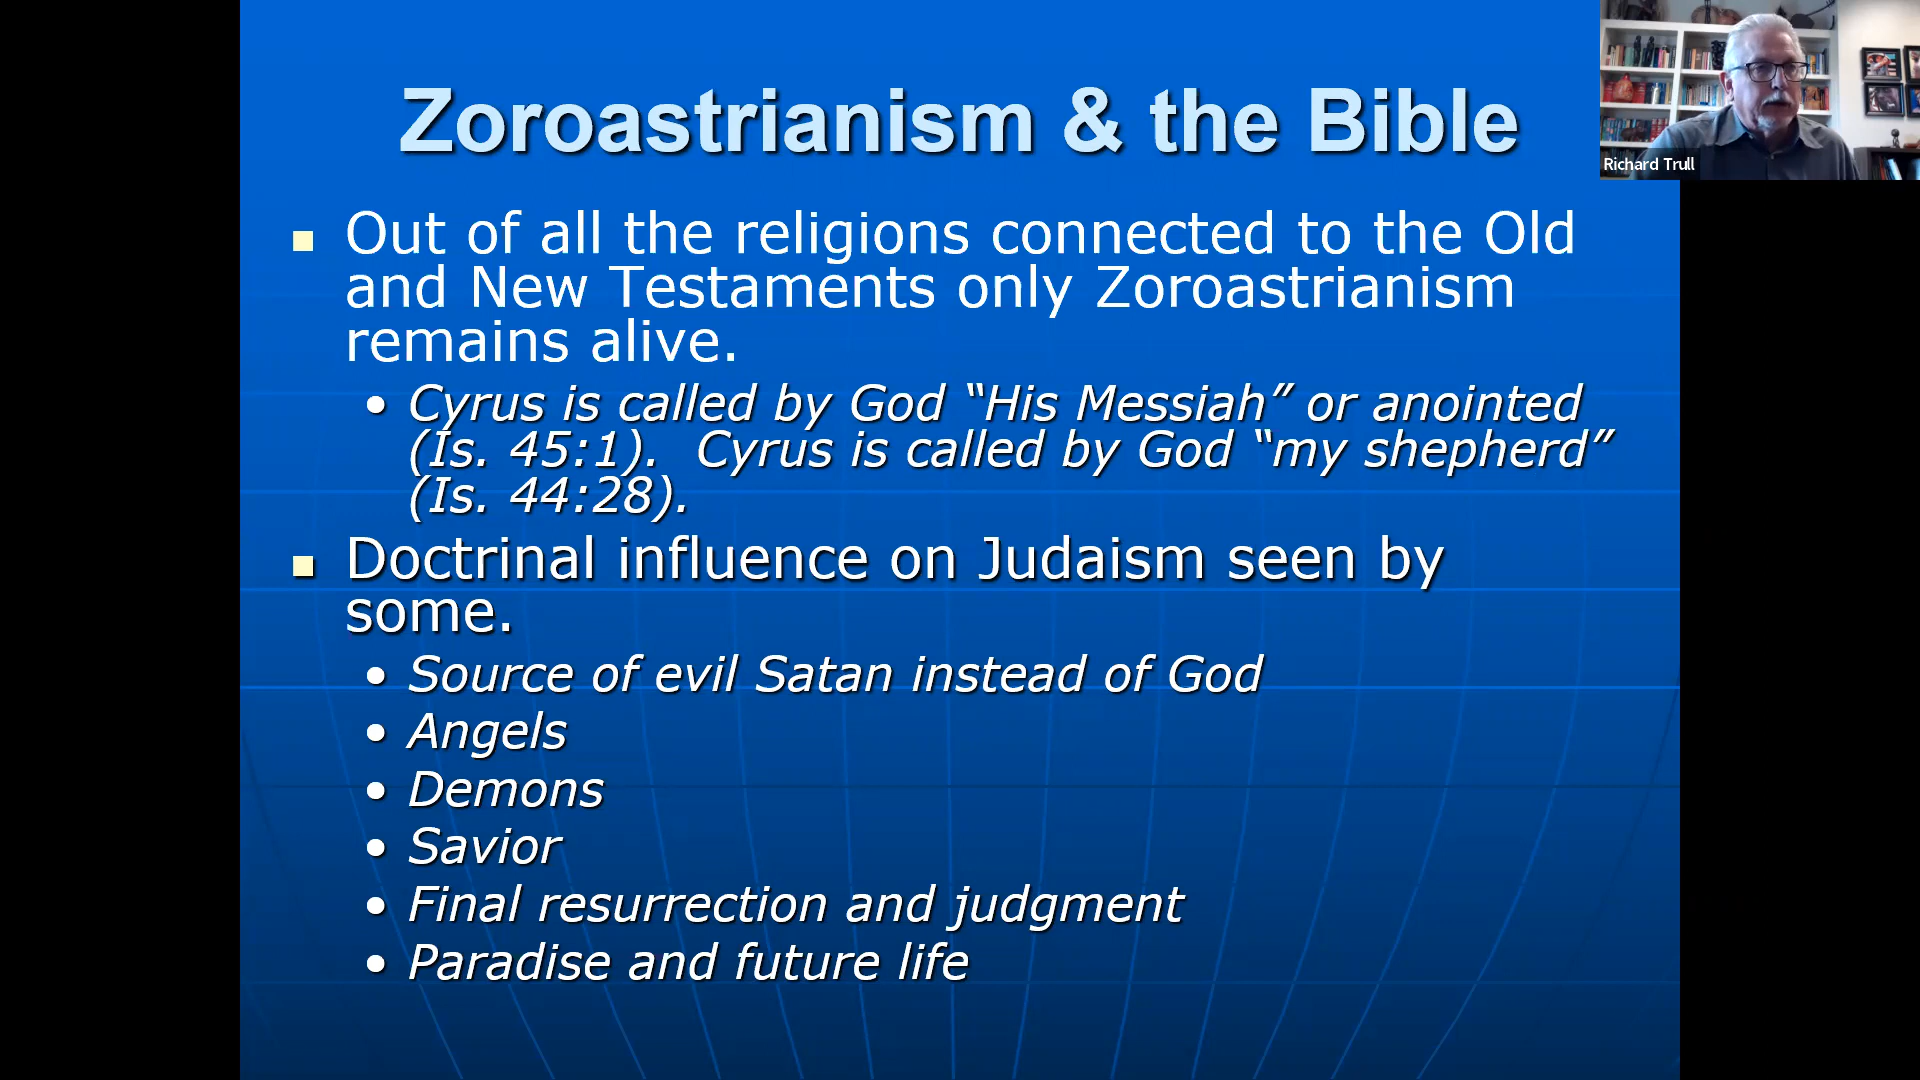 Zoroastrianism & the Bible
Richard Trull
Out of all the religions connected to the Old
and New Testaments only Zoroastrianism
remains alive.
Cyrus is called by God “His Messiah” or anointed
(Is. 45:1).  Cyrus is called by God “my shepherd”
(Is. 44:28).
Doctrinal influence on Judaism seen by
some.
Source of evil Satan instead of God
Angels
Demons
Savior
Final resurrection and judgment
Paradise and future life